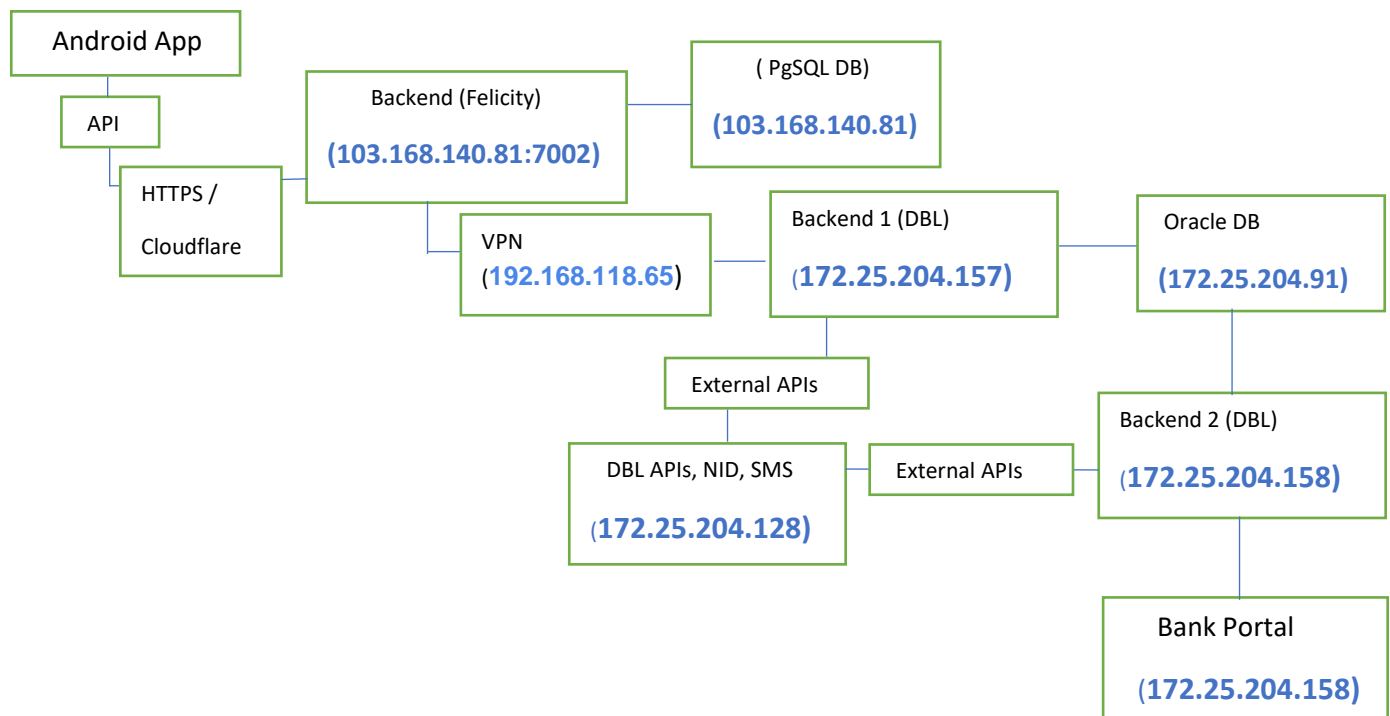 Android App
API
HTTPS /
Cloudflare
Backend (Felicity)
(103.168.140.81:7002)
( PgSQL DB)
(103.168.140.81)
VPN
(192.168.118.65)
Backend 1 (DBL)
(172.25.204.157)
Oracle DB
(172.25.204.91)
External APIs
DBL APIs, NID, SMS
(172.25.204.128)
External APIs
Backend 2 (DBL)
(172.25.204.158)
Bank Portal
(172.25.204.158)